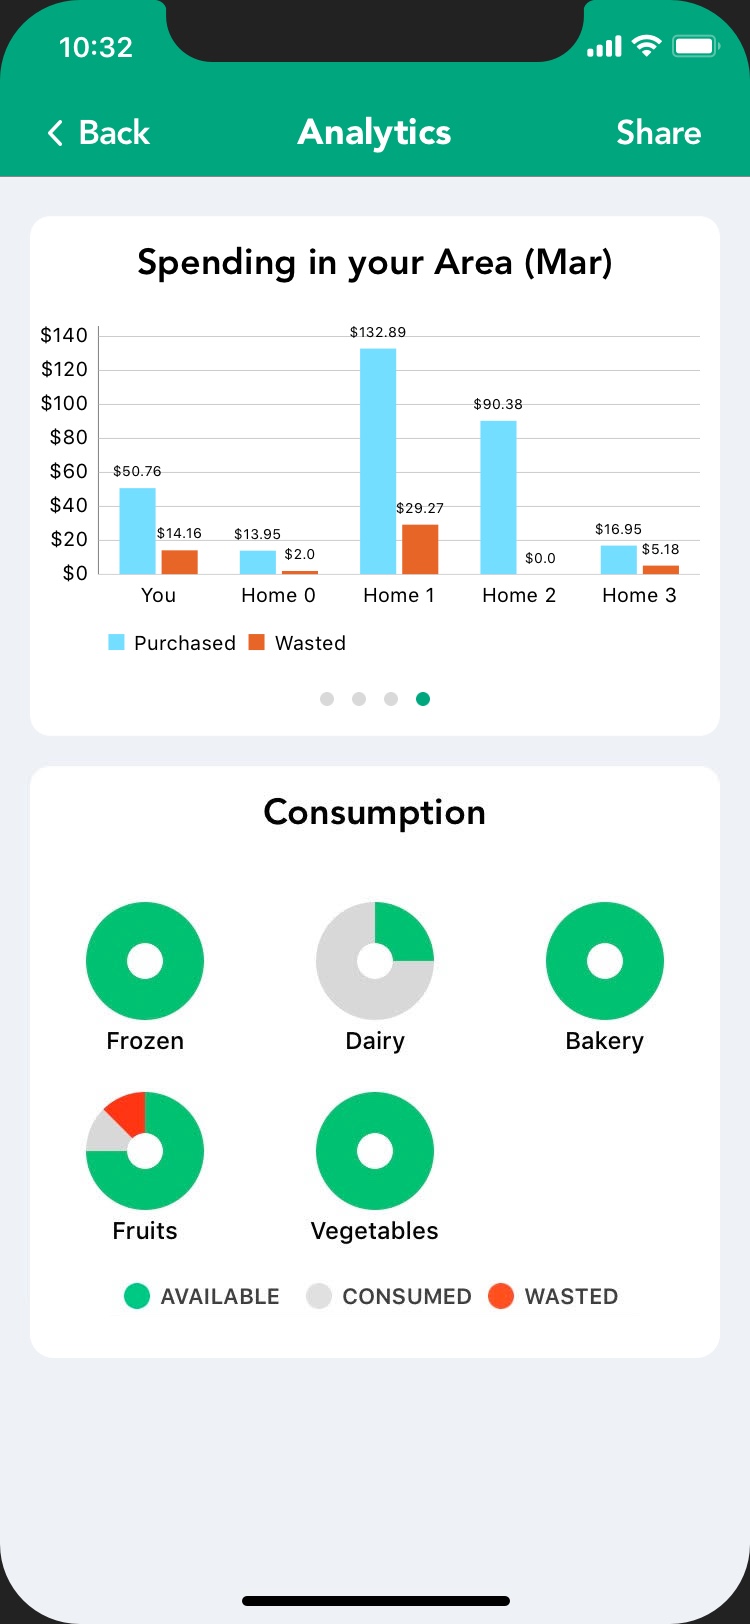 10:32
Back Analytics Share
Spending in your Area (Mar)
$140
$120
$100
$80
$60
$40
$20
$0
$50.76
$14.16
$13.95
$2.0
$132.89
$29.27
$90.38
$0.0
$16.95
$5.18
You Home 0 Home 1 Home 2 Home 3
Purchased Wasted
Consumption
Frozen Dairy Bakery
Fruits Vegetables
AVAILABLE CONSUMED WASTED